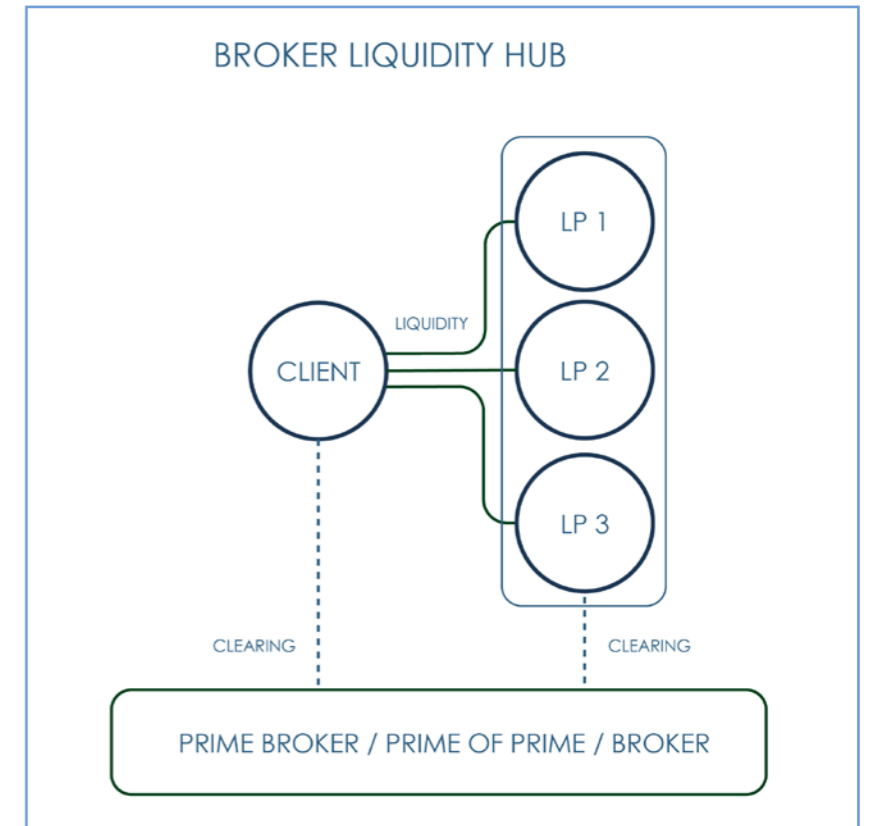 BROKER LIQUIDITY HUB
LP 1
LIQUIDITY
CLIENT
LP 2
LP 3
CLEARING
CLEARING
PRIME BROKER / PRIME OF PRIME / BROKER